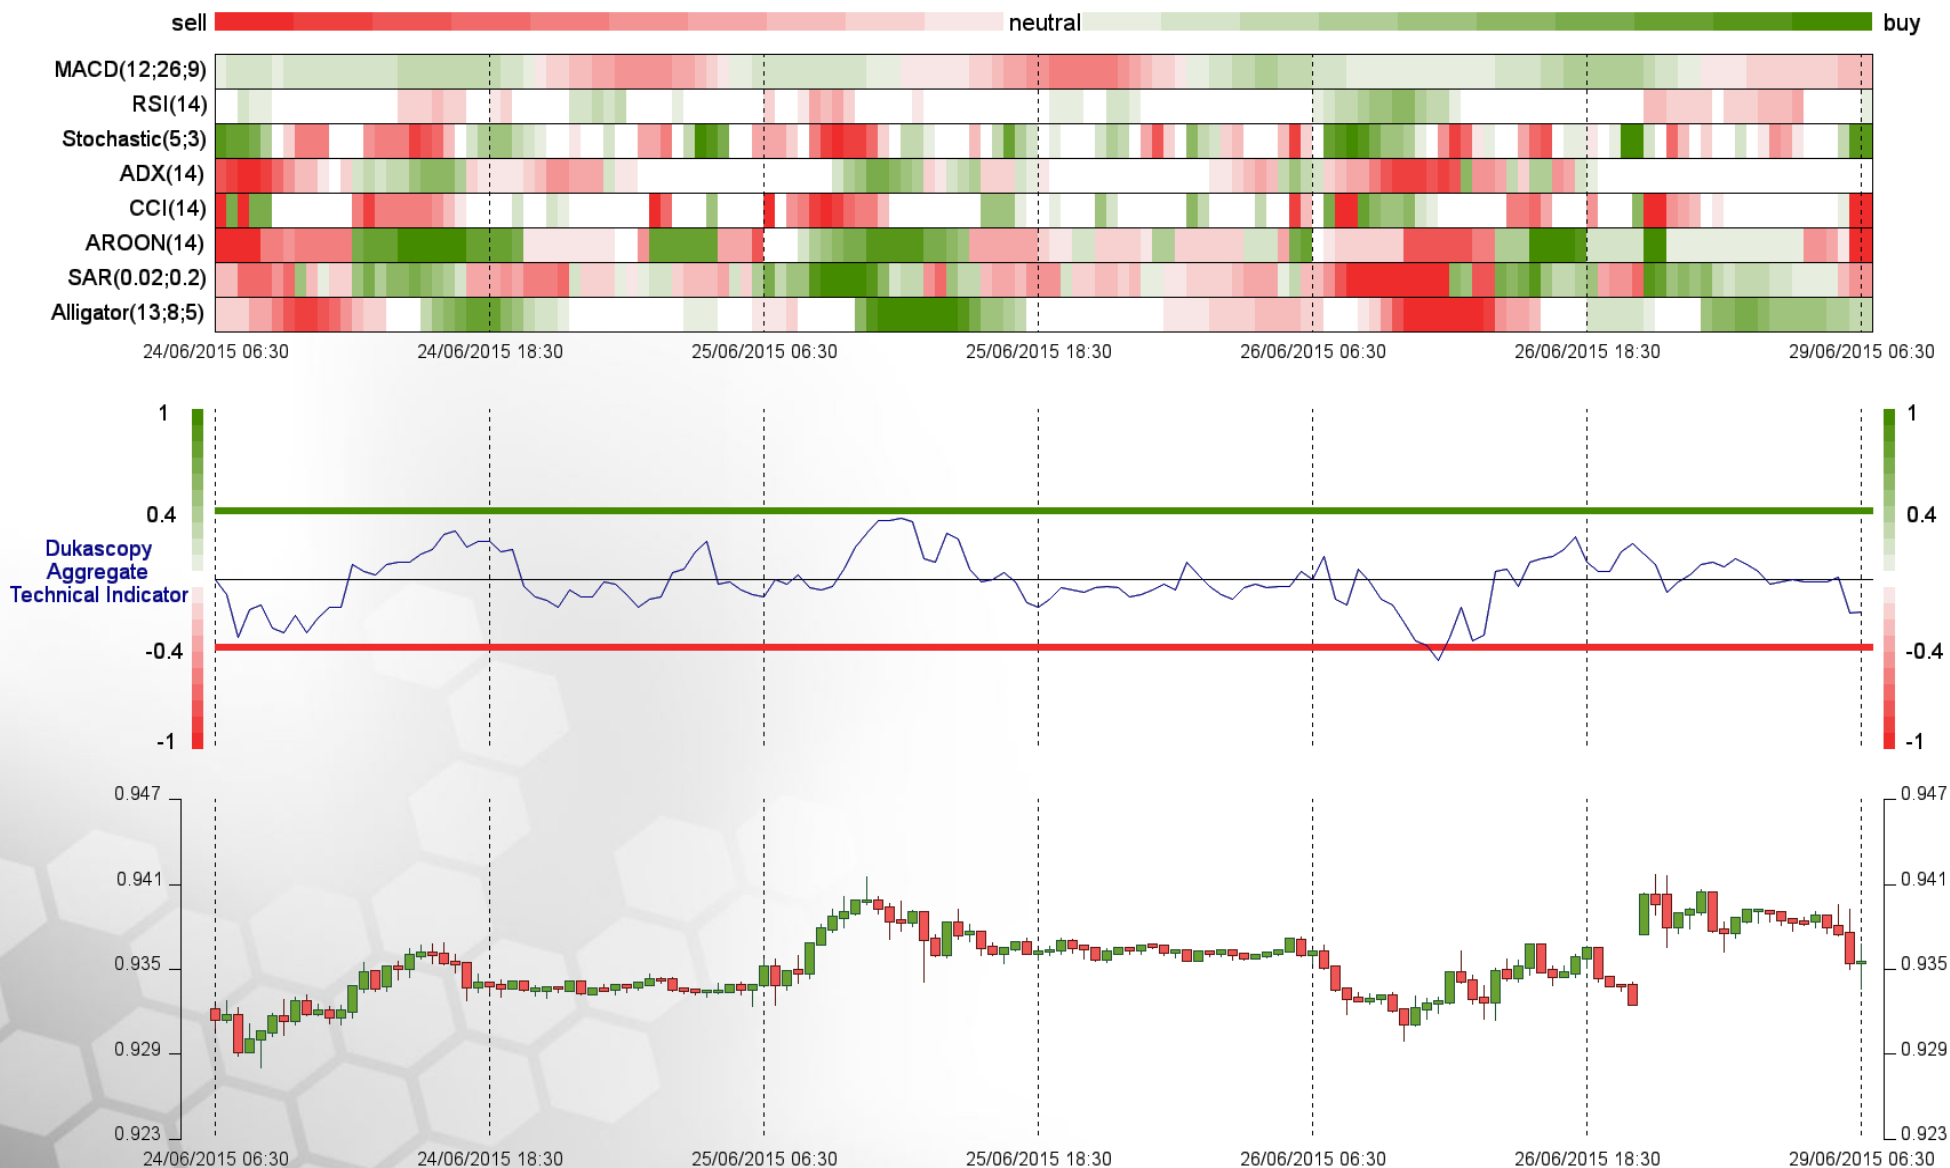 sell neutral buy
MACD(12;26;9)
RSI(14)
Stochastic(5;3)
ADX(14)
CCI(14)
AROON(14)
SAR(0.02;0.2)
Alligator(13;8;5)
24/06/2015 06:30 24/06/2015 18:30 25/06/2015 06:30 25/06/2015 18:30 26/06/2015 06:30 26/06/2015 18:30 29/06/2015 06:30
1 1
0.4 0.4
Dukascopy
Aggregate
Technical Indicator
-0.4 -0.4
-1 -1
0.947 0.947
0.941 0.941
0.935 0.935
0.929 0.929
0.923 0.923
24/06/2015 06:30 24/06/2015 18:30 25/06/2015 06:30 25/06/2015 18:30 26/06/2015 06:30 26/06/2015 18:30 29/06/2015 06:30